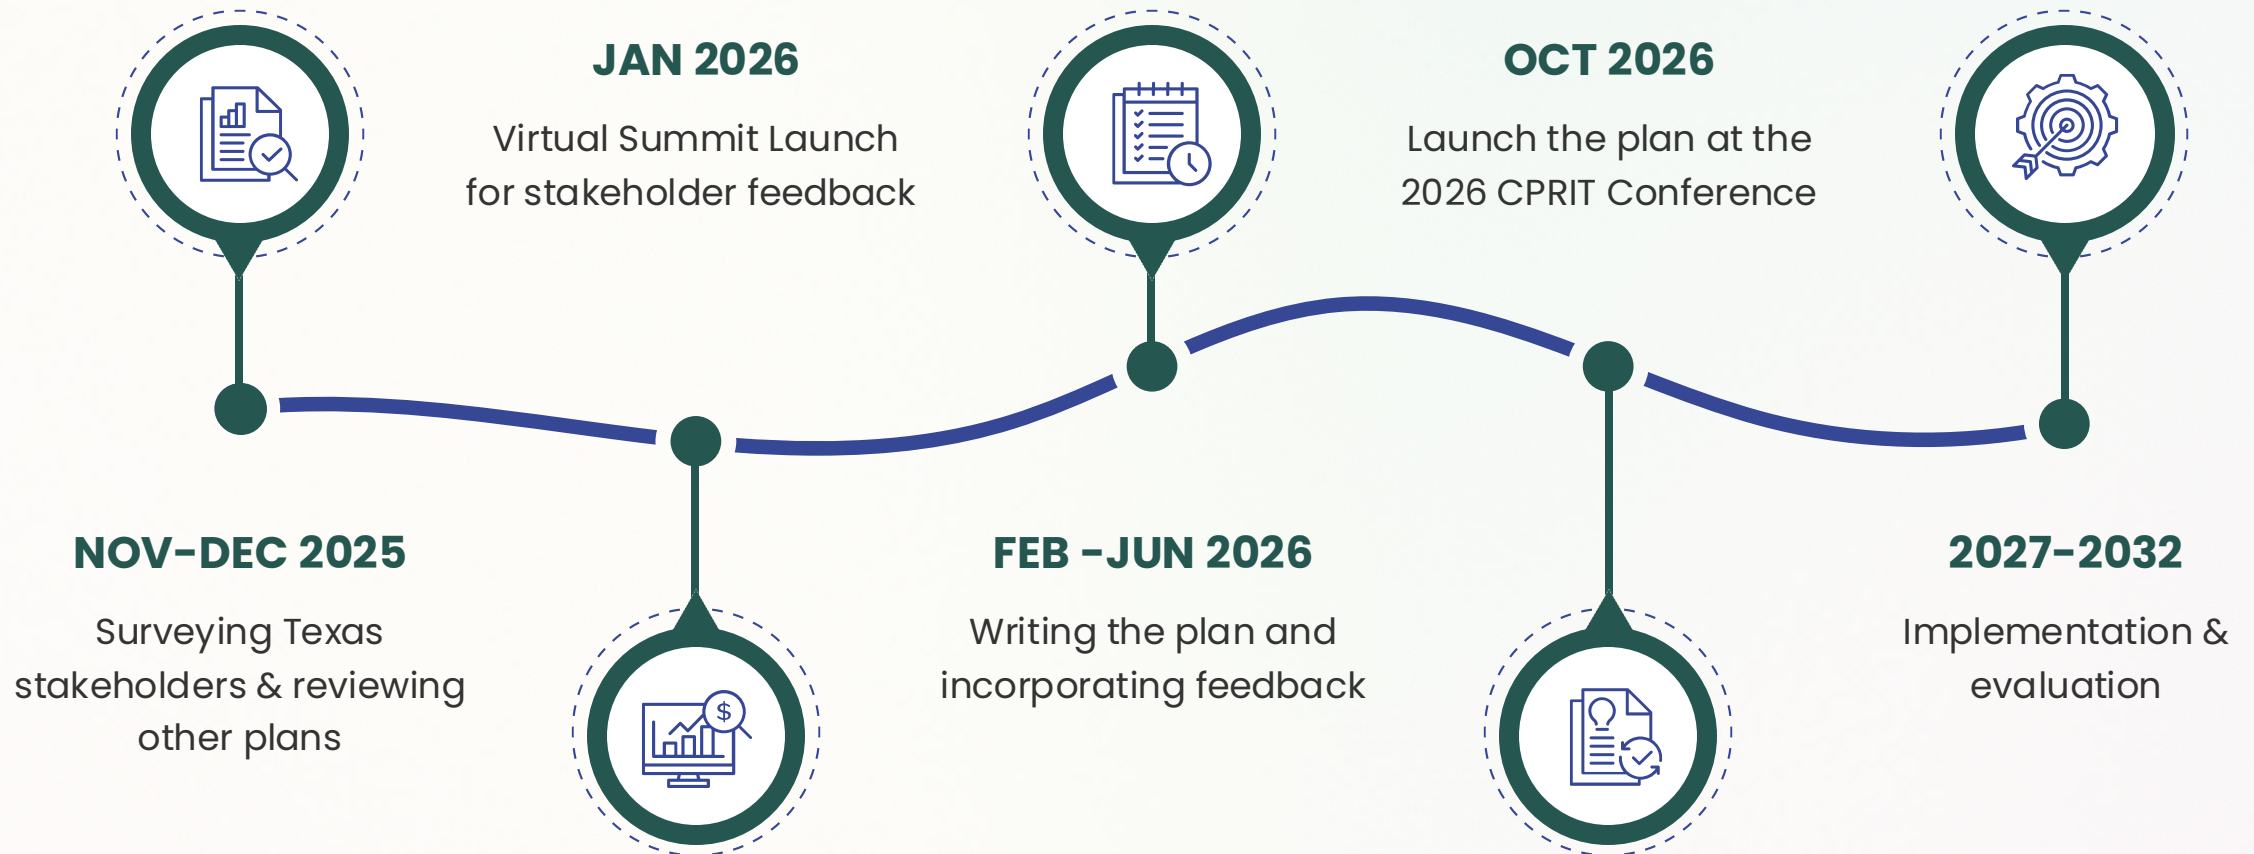 NOV-DEC 2025
Surveying Texas
stakeholders & reviewing
other plans
JAN 2026
Virtual Summit Launch
for stakeholder feedback
$
FEB -JUN 2026
Writing the plan and
incorporating feedback
OCT 2026
Launch the plan at the
2026 CPRIT Conference
2027-2032
Implementation &
evaluation